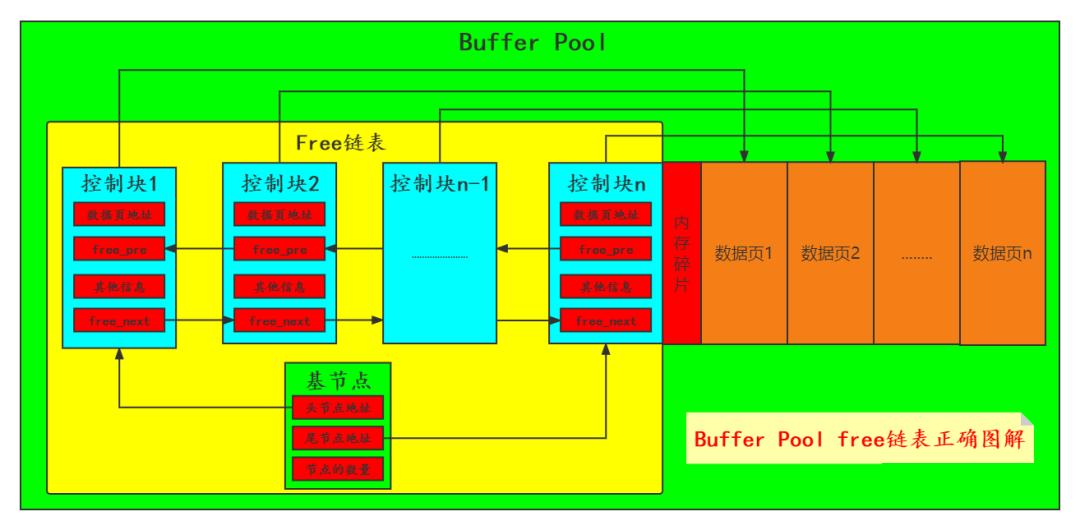 Buffer Pool
Free链表
控制块1
数据页地址
free_pre
其他信息
free_next
控制块2
数据页地址
free_pre
其他信息
free_next
控制块n-1
.....................
控制块n
数据页地址
free_pre
其他信息
free_next
内存碎片
数据页1
数据页2
........
数据页n
基节点
头节点地址
尾节点地址
节点的数量
Buffer Pool free链表正确图解